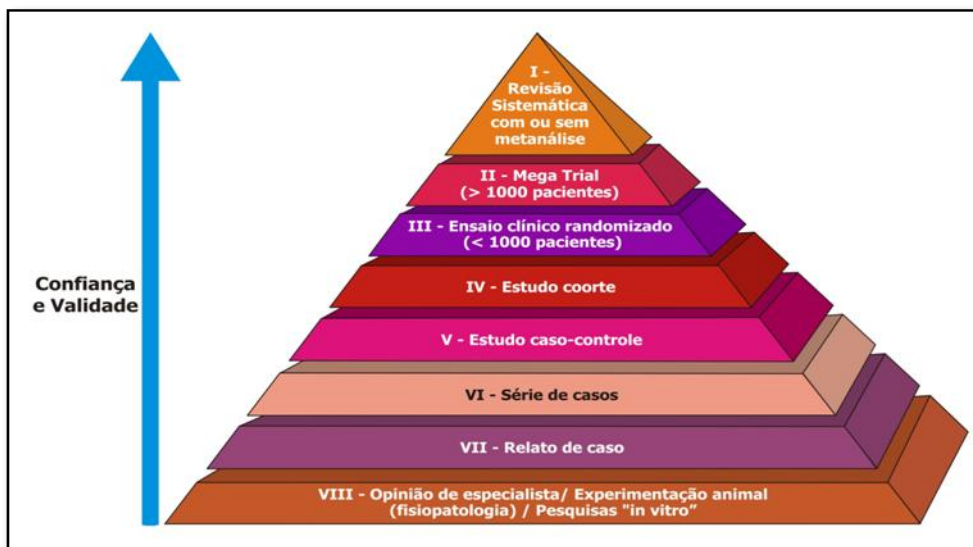 I -
Revisão
Sistemática
com ou sem
metanálise
II - Mega Trial
(> 1000 pacientes)
III - Ensaio clínico randomizado
(< 1000 pacientes)
Confiança
e Validade
IV - Estudo coorte
V - Estudo caso-controle
VI - Série de casos
VII - Relato de caso
VIII - Opinião de especialista/ Experimentação animal
(fisiopatologia) / Pesquisas "in vitro”